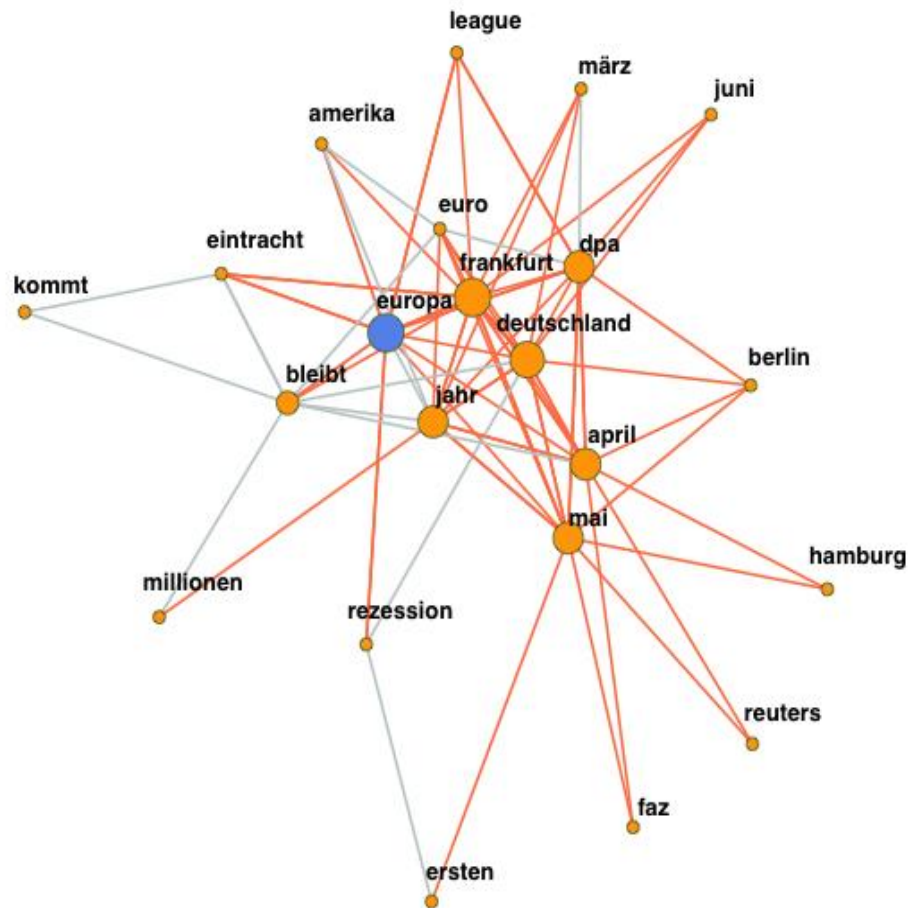 league
märz
juni
amerika
euro
dpa
eintracht
frankfurt
kommt
europa
deutschland
berlin
bleibt
jahr
april
mai
hamburg
millionen
rezession
reuters
faz
ersten